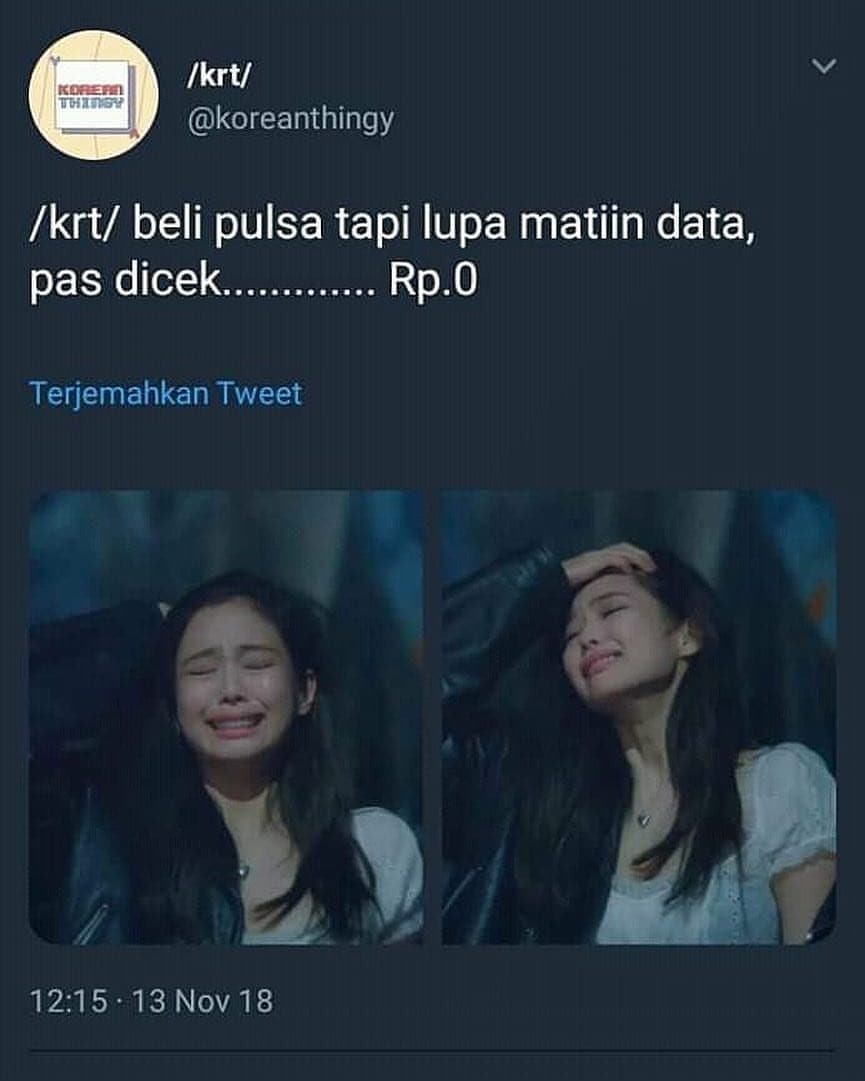 KOREAN
THINGY
/krt/
@koreanthingy
/krt/ beli pulsa tapi lupa matiin data,
pas dicek............. Rp.0
Terjemahkan Tweet
12:15 · 13 Nov 18